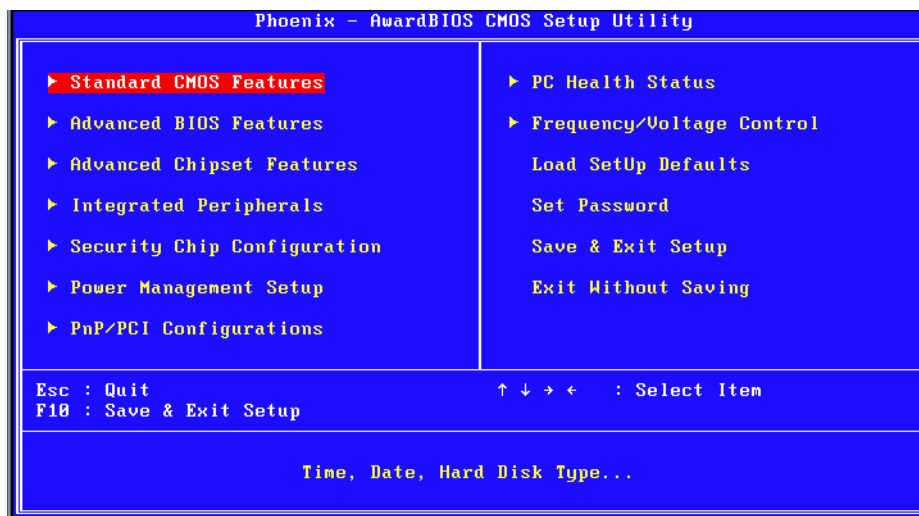 Phoenix - AwardBIOS CMOS Setup Utility
Standard CMOS Features
Advanced BIOS Features
Advanced Chipset Features
Integrated Peripherals
Security Chip Configuration
Power Management Setup
PnP/PCI Configurations
PC Health Status
Frequency/Voltage Control
Load SetUp Defaults
Set Password
Save & Exit Setup
Exit Without Saving
Esc : Quit
F10 : Save & Exit Setup
↑ ↓ → ← : Select Item
Time, Date, Hard Disk Type...